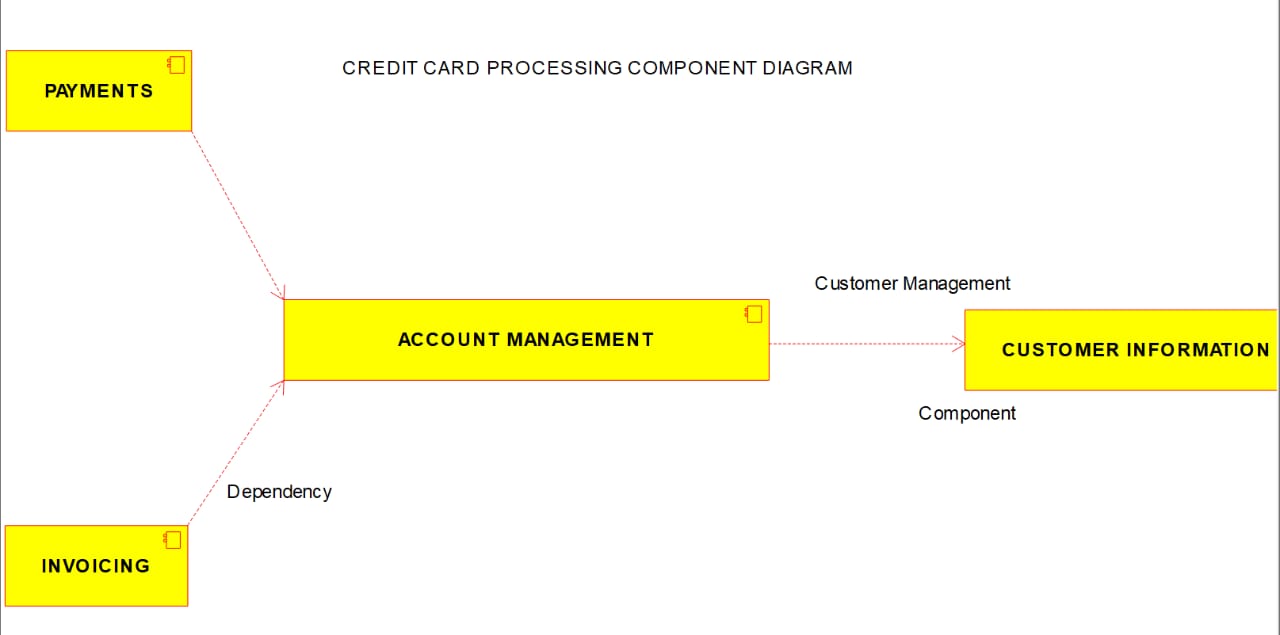 CREDIT CARD PROCESSING COMPONENT DIAGRAM
PAYMENTS
Customer Management
ACCOUNT MANAGEMENT
CUSTOMER INFORMATION
Component
Dependency
INVOICING